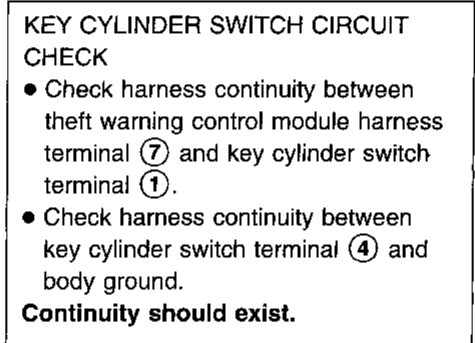 KEY CYLINDER SWITCH CIRCUIT
CHECK
● Check harness continuity between
theft warning control module harness
terminal ⑦ and key cylinder switch
terminal ①.
● Check harness continuity between
key cylinder switch terminal ④ and
body ground.
Continuity should exist.